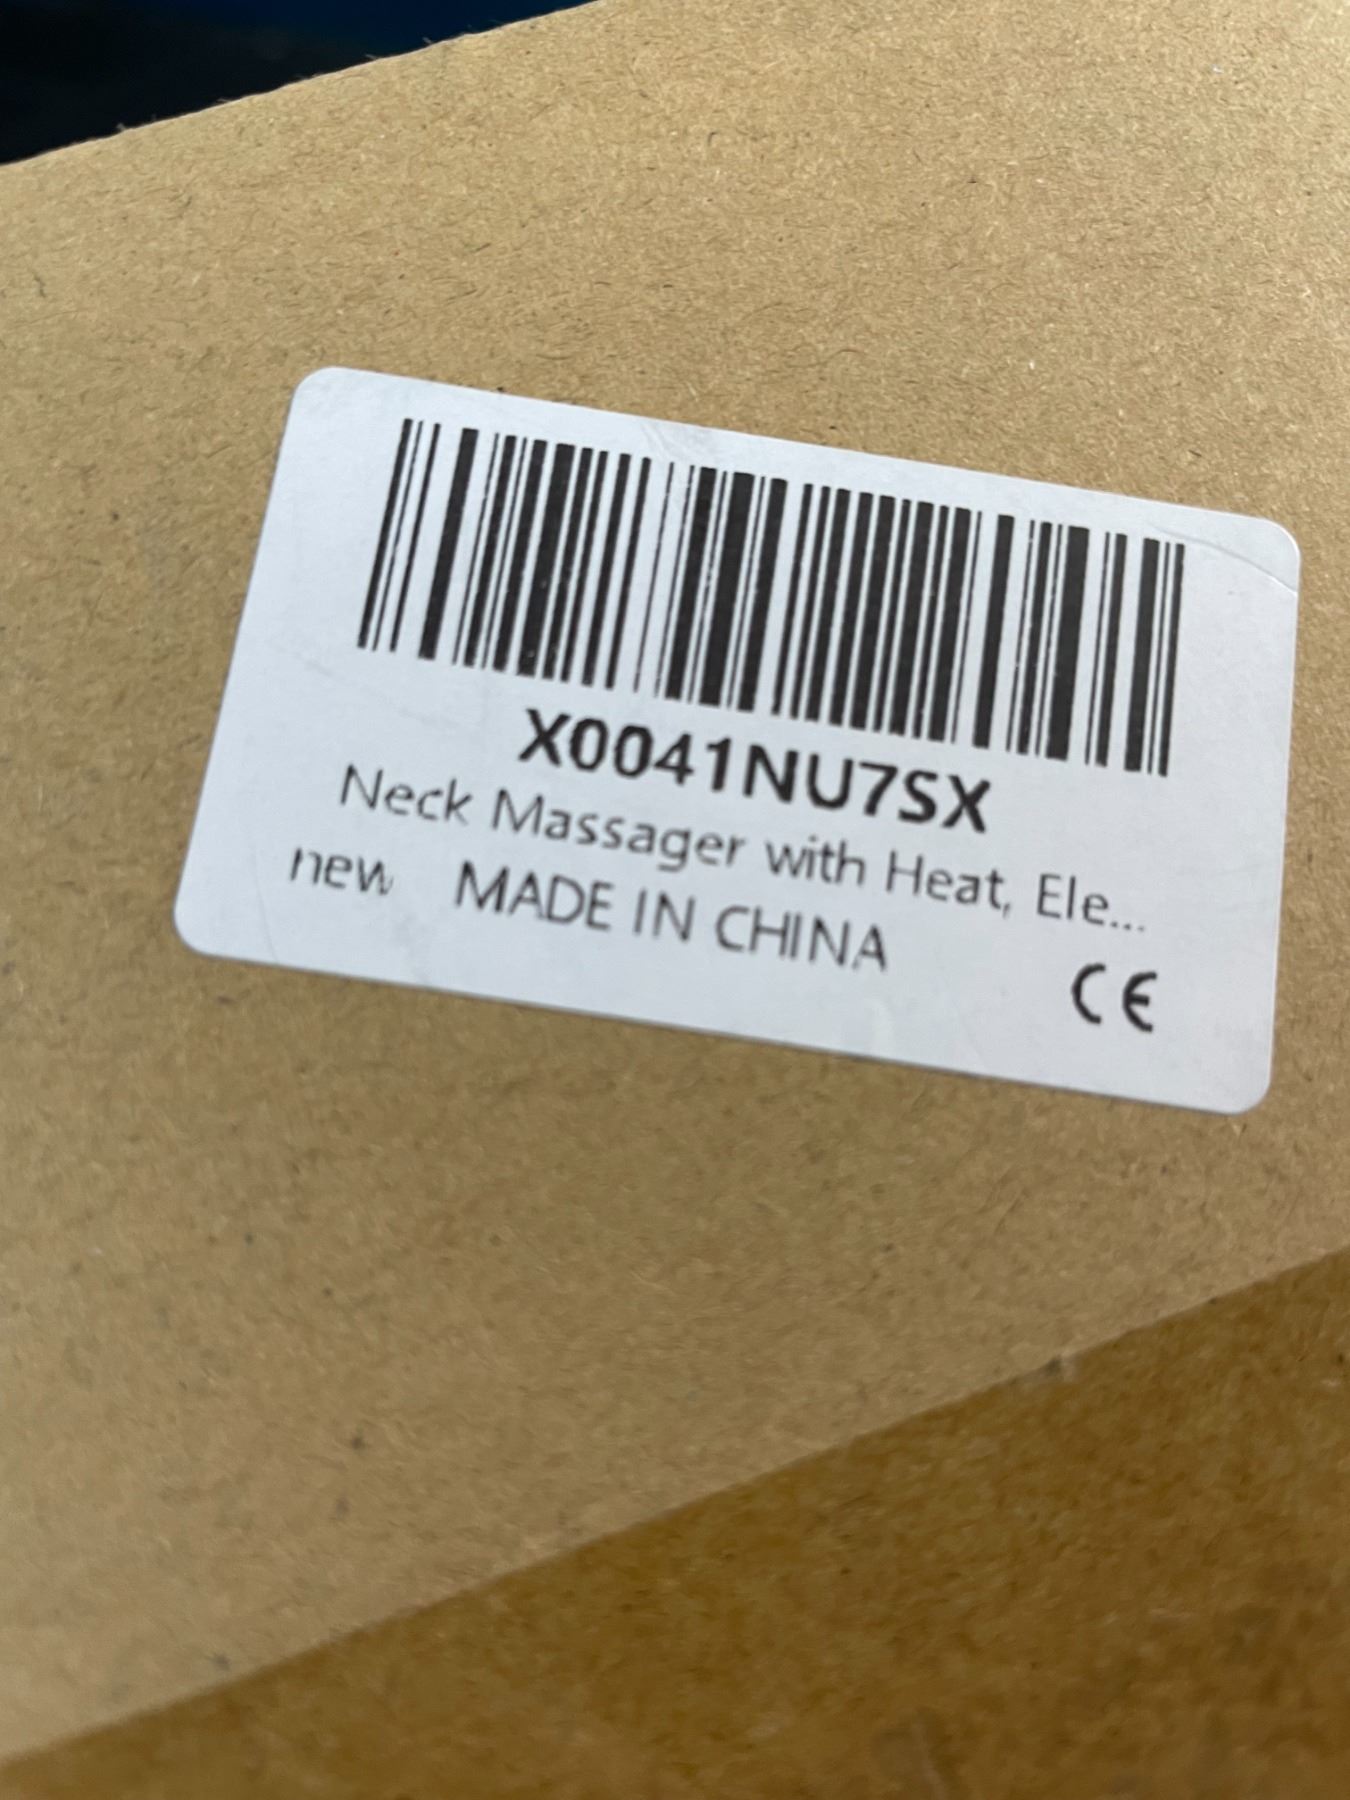 X0041NU7SX
Neck Massager with Heat, Ele...
new MADE IN CHINA
CE